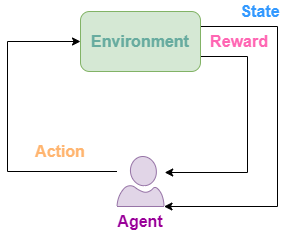 State
Environment
Reward
Action
Agent